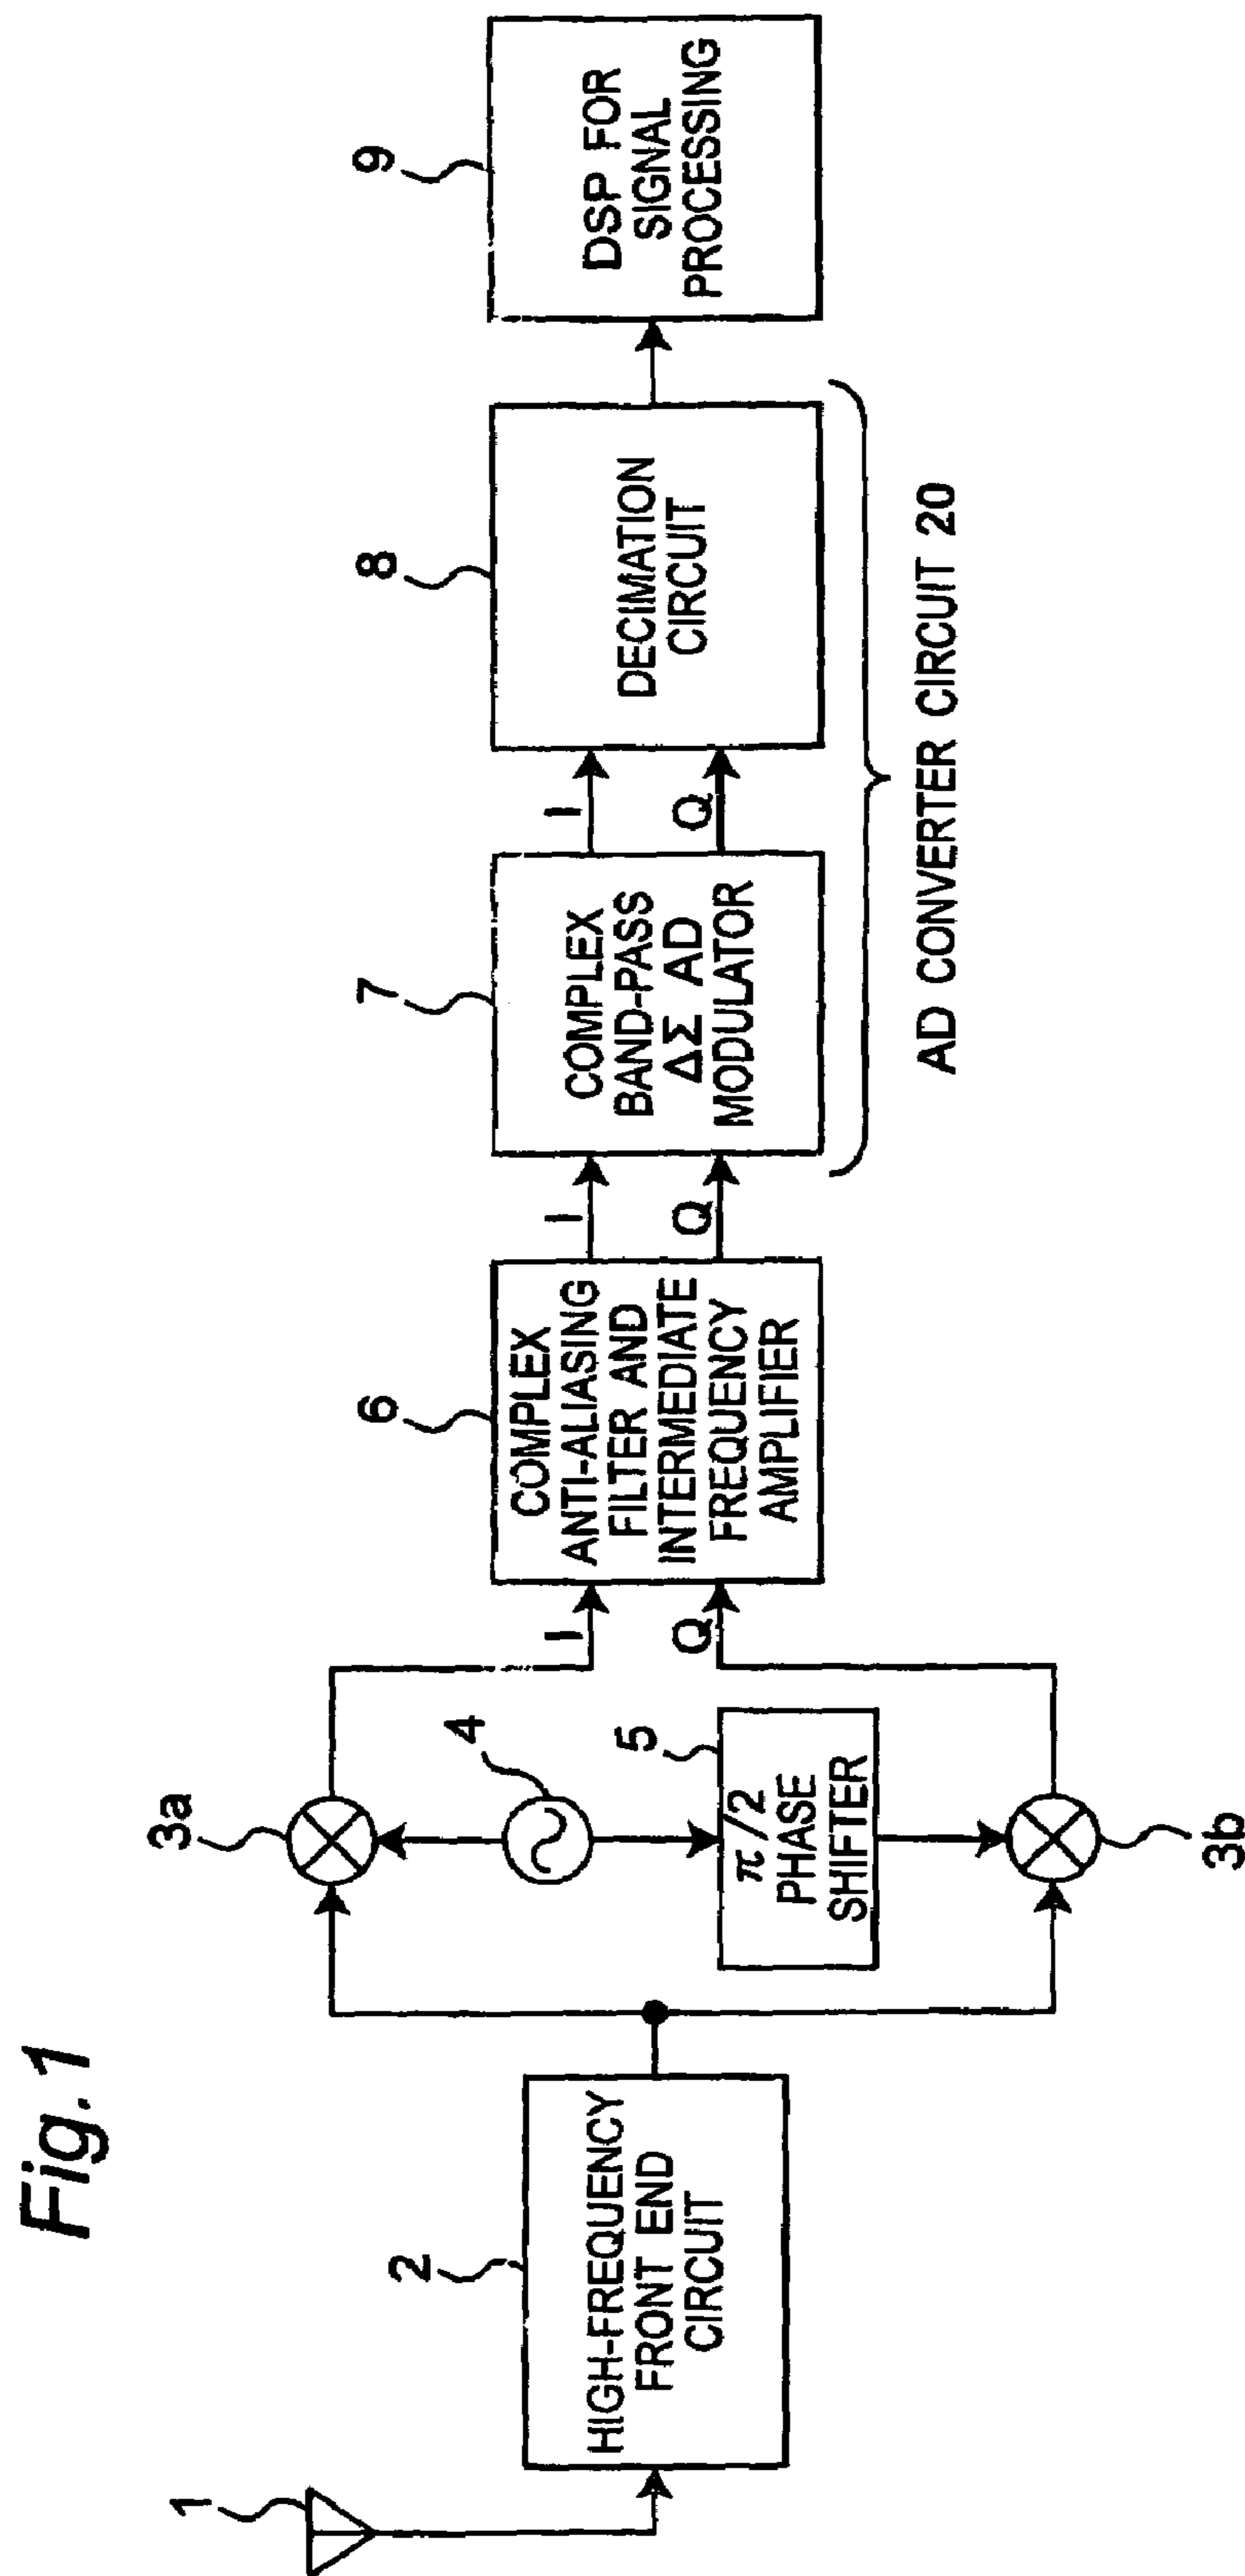 Fig.1
1
2
HIGH-FREQUENCY
FRONT END
CIRCUIT
3a
4
5
π/2
PHASE
SHIFTER
3b
I
Q
6
COMPLEX
ANTI-ALIASING
FILTER AND
INTERMEDIATE
FREQUENCY
AMPLIFIER
I
Q
7
COMPLEX
BAND-PASS
ΔΣ AD
MODULATOR
I
Q
8
DECIMATION
CIRCUIT
AD CONVERTER CIRCUIT 20
9
DSP FOR
SIGNAL
PROCESSING